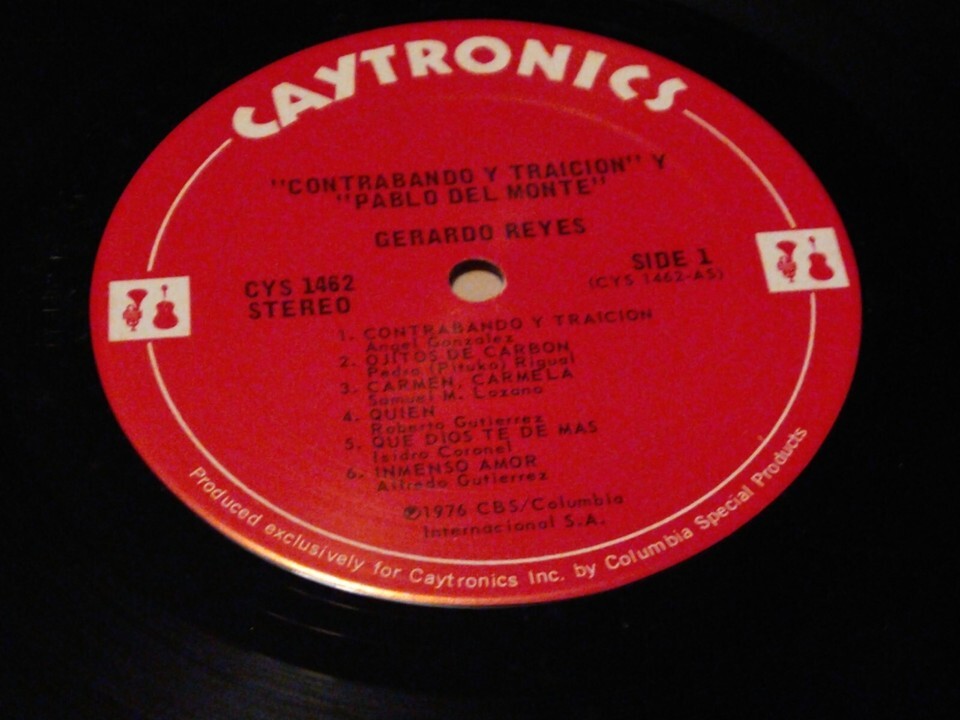 CAYTRONICS
"CONTRABANDO Y TRAICION" Y
"PABLO DEL MONTE"
GERARDO REYES
CYS 1462
STEREO
SIDE 1
(CYS 1462-AS)
1. CONTRABANDO Y TRAICION
Angel Gonzalez
2. OJITOS DE CARBON
Pedro (Pituko) Rigual
3. CARMEN, CARMELA
Samuel M. Lozano
4. QUIEN
Roberto Gutierrez
5. QUE DIOS TE DE MAS
Isidro Coronel
6. INMENSO AMOR
Alfredo Gutierrez
℗1976 CBS/Columbia
Internacional S.A.
Produced exclusively for Caytronics Inc. by Columbia Special Products